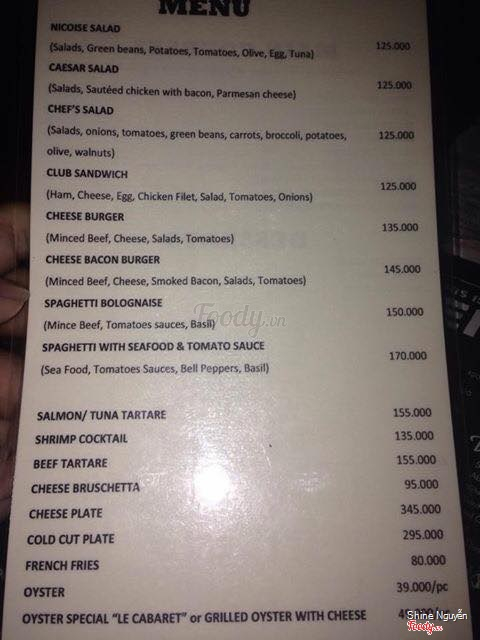 MENU
NICOISE SALAD
(Salads, Green beans, Potatoes, Tomatoes, Olive, Egg, Tuna) 125.000
CAESAR SALAD
(Salads, Sautéed chicken with bacon, Parmesan cheese) 125.000
CHEF'S SALAD
(Salads, onions, tomatoes, green beans, carrots, broccoli, potatoes, 125.000
olive, walnuts)
CLUB SANDWICH
(Ham, Cheese, Egg, Chicken Filet, Salad, Tomatoes, Onions) 125.000
CHEESE BURGER
(Minced Beef, Cheese, Salads, Tomatoes) 135.000
CHEESE BACON BURGER
(Minced Beef, Cheese, Smoked Bacon, Salads, Tomatoes) 145.000
SPAGHETTI BOLOGNAISE
(Mince Beef, Tomatoes sauces, Basil) 150.000
Foody.vn
SPAGHETTI WITH SEAFOOD & TOMATO SAUCE
(Sea Food, Tomatoes Sauces, Bell Peppers, Basil) 170.000
SALMON/ TUNA TARTARE 155.000
SHRIMP COCKTAIL 135.000
BEEF TARTARE 155.000
CHEESE BRUSCHETTA 95.000
CHEESE PLATE 345.000
COLD CUT PLATE 295.000
FRENCH FRIES 80.000
OYSTER 39.000/pc
OYSTER SPECIAL "LE CABARET" or GRILLED OYSTER WITH CHEESE
Shine Nguyễn
Foody.vn